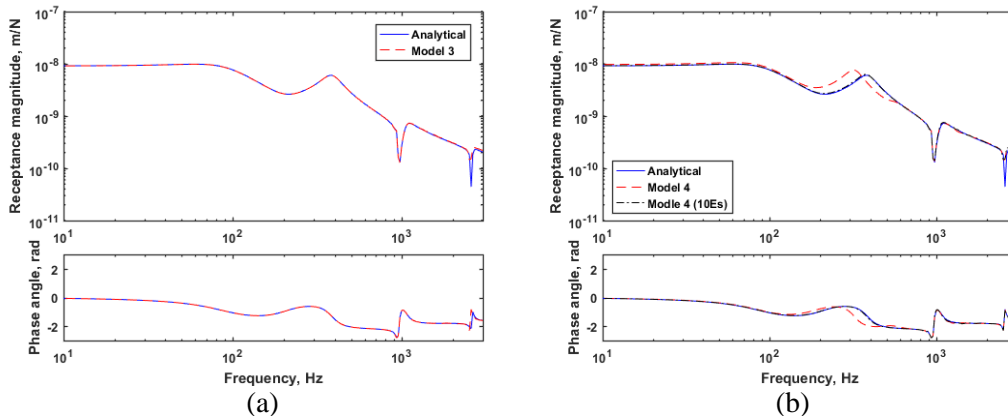 10^-7
10^-8
10^-9
10^-10
10^-11
Receptance magnitude, m/N
Analytical
Model 3
10^1
10^2
10^3
2
0
-2
Phase angle, rad
10^1
10^2
10^3
Frequency, Hz
(a)
10^-7
10^-8
10^-9
10^-10
10^-11
Receptance magnitude, m/N
Analytical
Model 4
Modle 4 (10Es)
10^1
10^2
10^3
2
0
-2
Phase angle, rad
10^1
10^2
10^3
Frequency, Hz
(b)